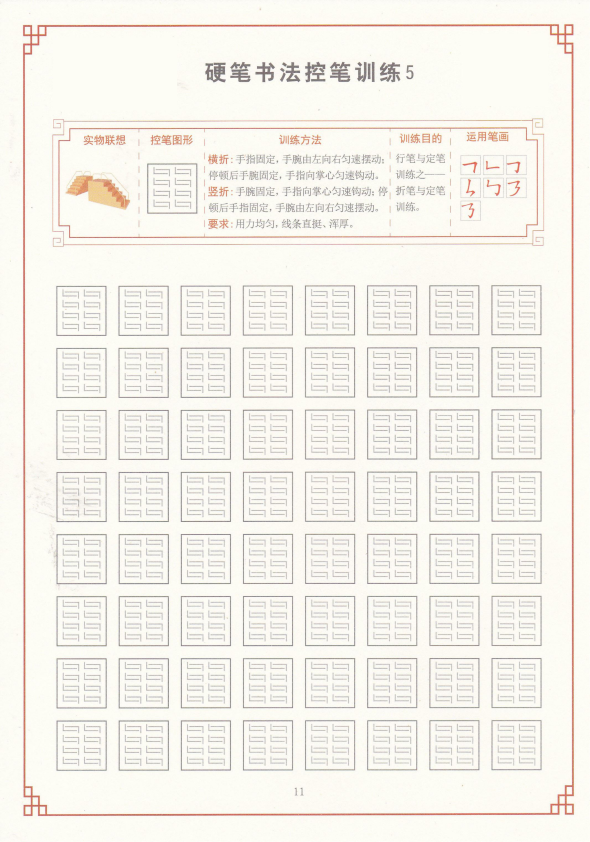 硬笔书法控笔训练5
实物联想
控笔图形
训练方法
横折：手指固定，手腕由左向右匀速摆动；
停顿后手腕固定，手指向掌心匀速钩动。
竖折：手腕固定，手指向掌心匀速钩动；停
顿后手指固定，手腕由左向右匀速摆动。
要求：用力均匀，线条直挺、浑厚。
训练目的
行笔与定笔
训练之——
折笔与定笔
训练。
运用笔画
11